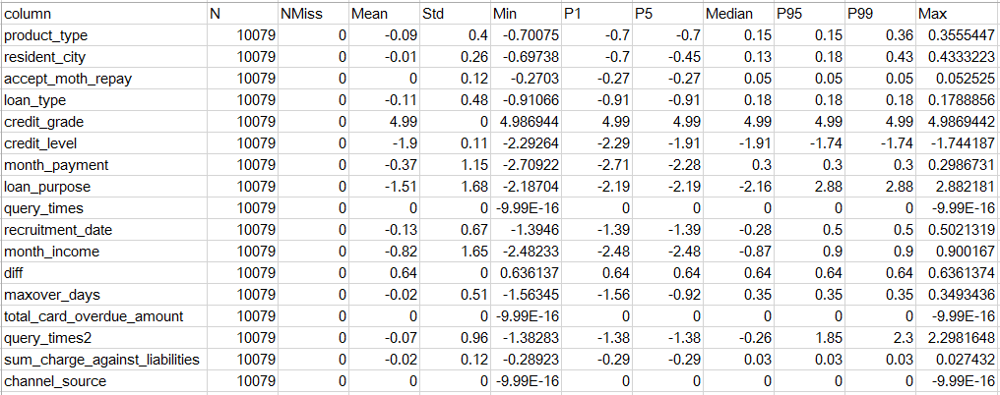 column N NMiss Mean Std Min P1 P5 Median P95 P99 Max
product_type 10079 0 -0.09 0.4 -0.70075 -0.7 -0.7 0.15 0.15 0.36 0.3555447
resident_city 10079 0 -0.01 0.26 -0.69738 -0.7 -0.45 0.13 0.18 0.43 0.4333223
accept_moth_repay 10079 0 0 0.12 -0.2703 -0.27 -0.27 0.05 0.05 0.05 0.052525
loan_type 10079 0 -0.11 0.48 -0.91066 -0.91 -0.91 0.18 0.18 0.18 0.1788856
credit_grade 10079 0 4.99 0 4.986944 4.99 4.99 4.99 4.99 4.99 4.9869442
credit_level 10079 0 -1.9 0.11 -2.29264 -2.29 -1.91 -1.91 -1.74 -1.74 -1.744187
month_payment 10079 0 -0.37 1.15 -2.70922 -2.71 -2.28 0.3 0.3 0.3 0.2986731
loan_purpose 10079 0 -1.51 1.68 -2.18704 -2.19 -2.19 -2.16 2.88 2.88 2.882181
query_times 10079 0 0 0 -9.99E-16 0 0 0 0 0 -9.99E-16
recruitment_date 10079 0 -0.13 0.67 -1.3946 -1.39 -1.39 -0.28 0.5 0.5 0.5021319
month_income 10079 0 -0.82 1.65 -2.48233 -2.48 -2.48 -0.87 0.9 0.9 0.900167
diff 10079 0 0.64 0 0.636137 0.64 0.64 0.64 0.64 0.64 0.6361374
maxover_days 10079 0 -0.02 0.51 -1.56345 -1.56 -0.92 0.35 0.35 0.35 0.3493436
total_card_overdue_amount 10079 0 0 0 -9.99E-16 0 0 0 0 0 -9.99E-16
query_times2 10079 0 -0.07 0.96 -1.38283 -1.38 -1.38 -0.26 1.85 2.3 2.2981648
sum_charge_against_liabilities 10079 0 -0.02 0.12 -0.28923 -0.29 -0.29 0.03 0.03 0.03 0.027432
channel_source 10079 0 0 0 -9.99E-16 0 0 0 0 0 -9.99E-16